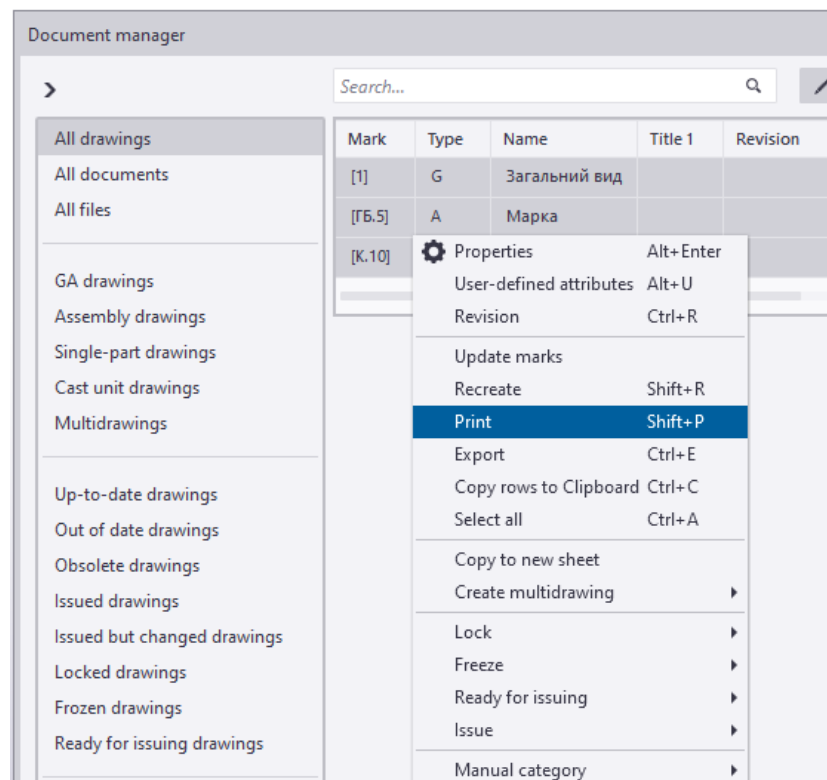 Document manager
Search...
All drawings
All documents
All files
GA drawings
Assembly drawings
Single-part drawings
Cast unit drawings
Multidrawings
Up-to-date drawings
Out of date drawings
Obsolete drawings
Issued drawings
Issued but changed drawings
Locked drawings
Frozen drawings
Ready for issuing drawings
Mark Type Name Title 1 Revision
[1] G Загальний вид
[ГБ.5] A Марка
[K.10]
Properties Alt+Enter
User-defined attributes Alt+U
Revision Ctrl+R
Update marks
Recreate Shift+R
Print Shift+P
Export Ctrl+E
Copy rows to Clipboard Ctrl+C
Select all Ctrl+A
Copy to new sheet
Create multidrawing
Lock
Freeze
Ready for issuing
Issue
Manual category